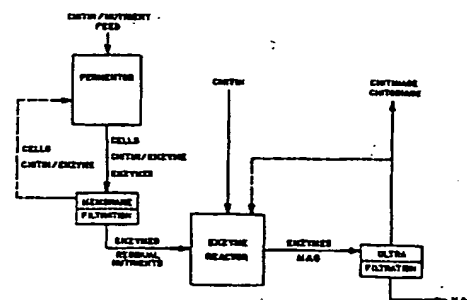 CHITIN/NUTRIENT
FEED
FERMENTOR
CHITIN
CHITINASE
CHITOBIASE
CELLS
CHITIN/ENZYME
CELLS
CHITIN/ENZYME
ENZYMES
MEMBRANE
FILTRATION
ENZYMES
RESIDUAL
NUTRIENTS
ENZYME
REACTOR
ENZYMES
NAG
ULTRA
FILTRATION